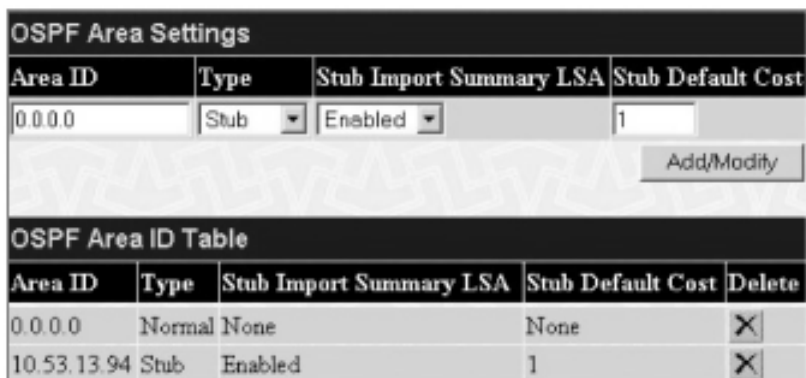 OSPF Area Settings
Area ID Type Stub Import Summary LSA Stub Default Cost
0.0.0.0 Stub Enabled 1
Add/Modify
OSPF Area ID Table
Area ID Type Stub Import Summary LSA Stub Default Cost Delete
0.0.0.0 Normal None None
10.53.13.94 Stub Enabled 1